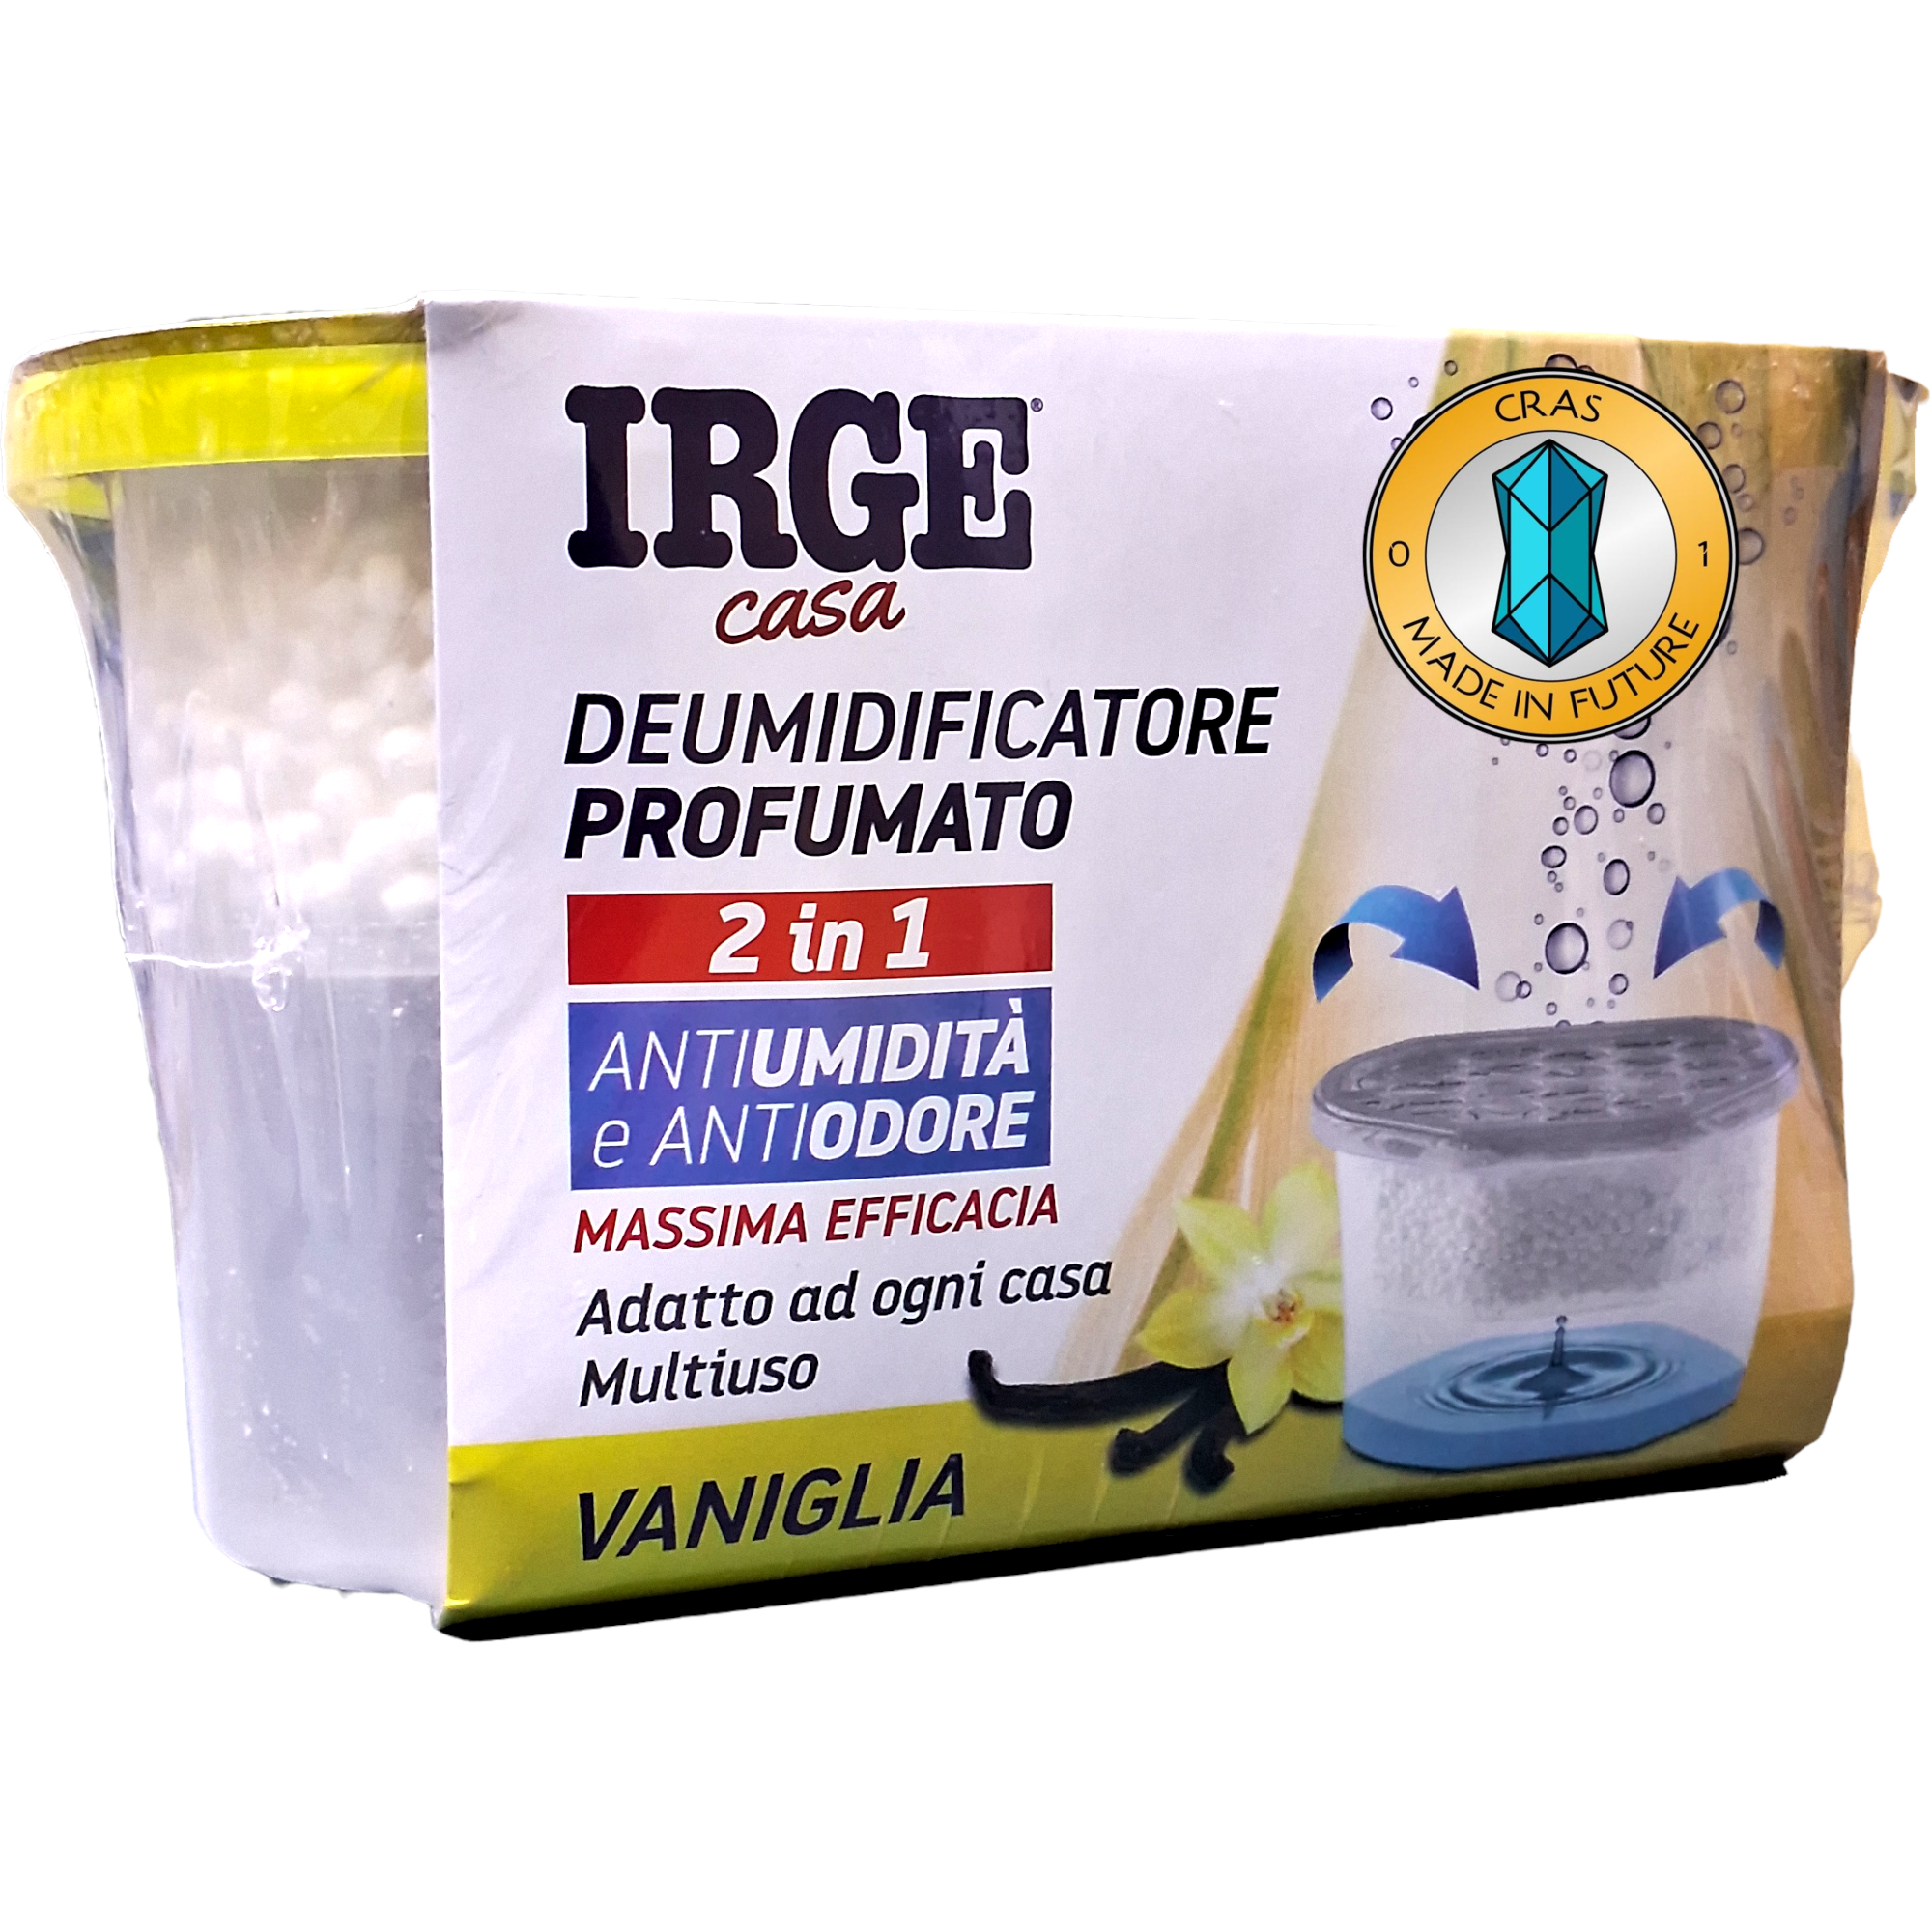 IRGE
casa
DEUMIDIFICATORE
PROFUMATO
2 in 1
ANTIUMIDITÀ
e ANTIODORE
MASSIMA EFFICACIA
Adatto ad ogni casa
Multiuso
VANIGLIA
CRAS
0 1
MADE IN FUTURE